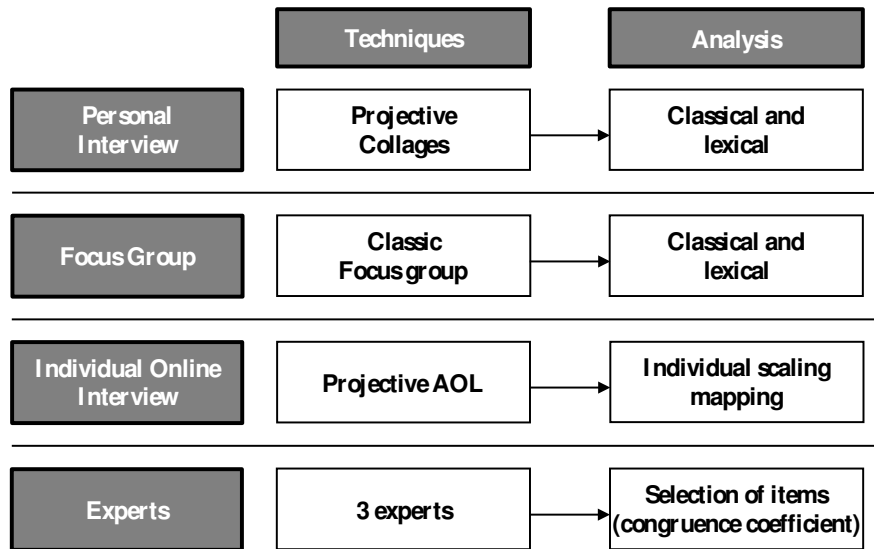 Techniques
Analysis
Personal
Interview
Projective
Collages
Classical and
lexical
Focus Group
Classic
Focus group
Classical and
lexical
Individual Online
Interview
Projective AOL
Individual scaling
mapping
Experts
3 experts
Selection of items
(congruence coefficient)